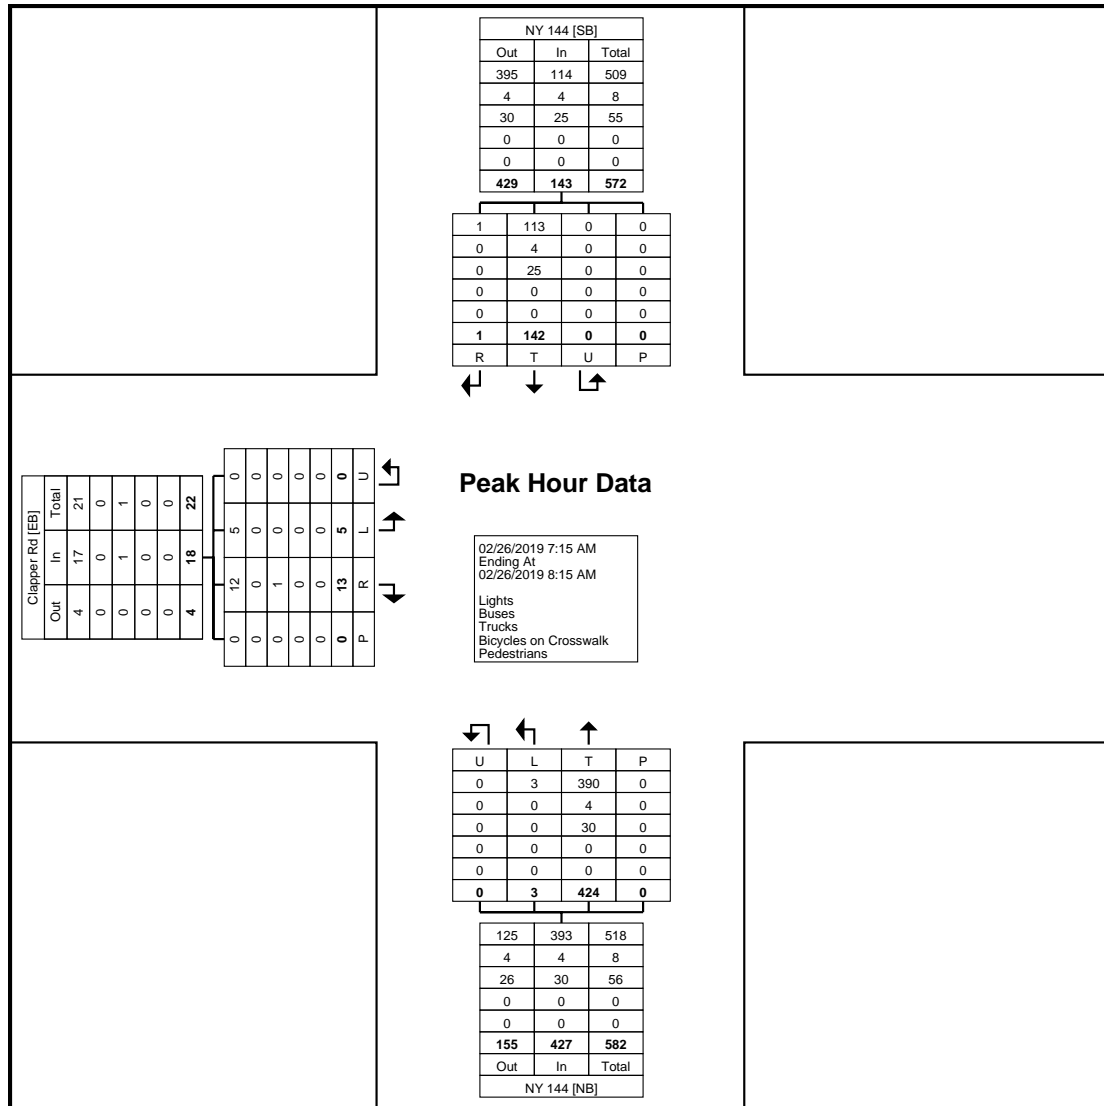 NY 144 [SB]
Out In Total
395 114 509
4 4 8
30 25 55
0 0 0
0 0 0
429 143 572
1 113 0 0
0 4 0 0
0 25 0 0
0 0 0 0
0 0 0 0
1 142 0 0
R T U P
Clapper Rd [EB]
Out In Total
4 17 21
0 0 0
0 1 1
0 0 0
0 0 0
4 18 22
0 12 5 0
0 0 0 0
0 1 0 0
0 0 0 0
0 0 0 0
0 13 5 0
P R L U
Peak Hour Data
02/26/2019 7:15 AM
Ending At
02/26/2019 8:15 AM
Lights
Buses
Trucks
Bicycles on Crosswalk
Pedestrians
U L T P
0 3 390 0
0 0 4 0
0 0 30 0
0 0 0 0
0 0 0 0
0 3 424 0
125 393 518
4 4 8
26 30 56
0 0 0
0 0 0
155 427 582
Out In Total
NY 144 [NB]